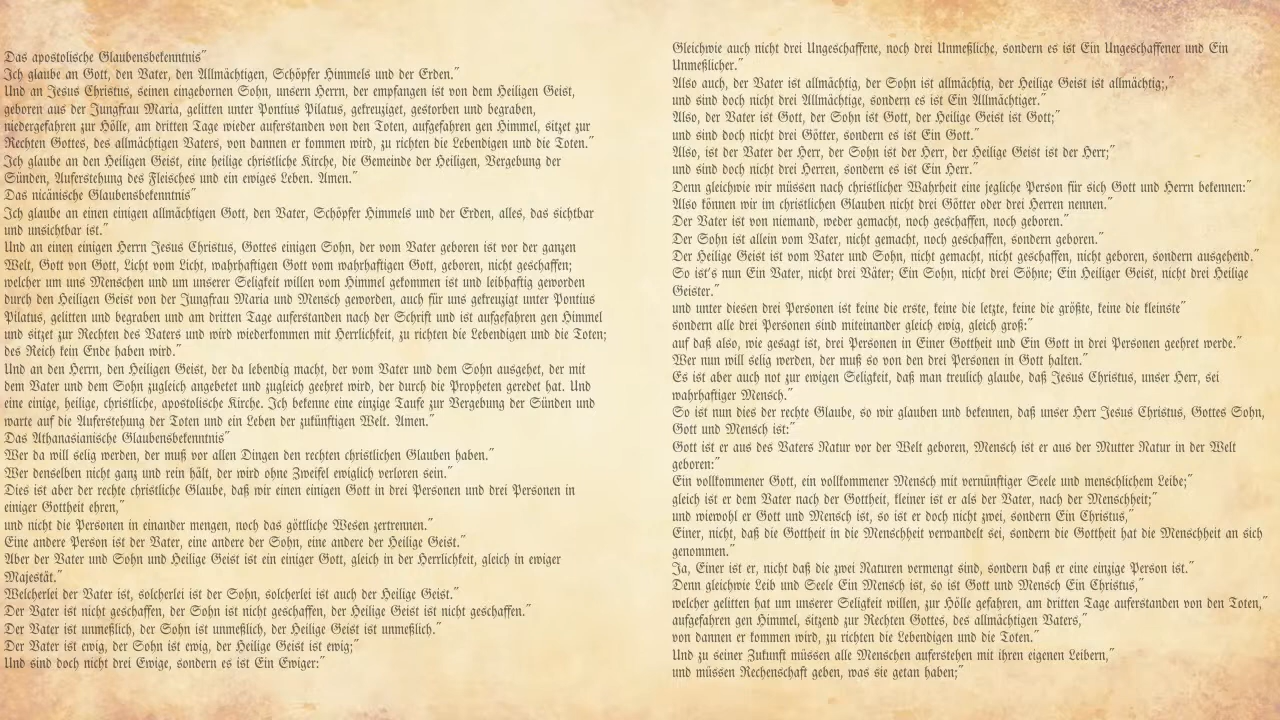 Das apostolische Glaubensbekenntnis"
Ich glaube an Gott, den Vater, den Allmächtigen, Schöpfer Himmels und der Erden."
Und an Jesus Christus, seinen eingebornen Sohn, unsern Herrn, der empfangen ist von dem Heiligen Geist,
geboren aus der Jungfrau Maria, gelitten unter Pontius Pilatus, gekreuziget, gestorben und begraben,
niedergefahren zur Hölle, am dritten Tage wieder auferstanden von den Toten, aufgefahren gen Himmel, sitzet zur
Rechten Gottes, des allmächtigen Vaters, von dannen er kommen wird, zu richten die Lebendigen und die Toten."
Ich glaube an den Heiligen Geist, eine heilige christliche Kirche, die Gemeinde der Heiligen, Vergebung der
Sünden, Auferstehung des Fleisches und ein ewiges Leben. Amen."
Das nicänische Glaubensbekenntnis"
Ich glaube an einen einigen allmächtigen Gott, den Vater, Schöpfer Himmels und der Erden, alles, das sichtbar
und unsichtbar ist."
Und an einen einigen Herrn Jesus Christus, Gottes einigen Sohn, der vom Vater geboren ist vor der ganzen
Welt, Gott von Gott, Licht vom Licht, wahrhaftigen Gott vom wahrhaftigen Gott, geboren, nicht geschaffen;
welcher um uns Menschen und um unserer Seligkeit willen vom Himmel gekommen ist und leibhaftig geworden
durch den Heiligen Geist von der Jungfrau Maria und Mensch geworden, auch für uns gekreuzigt unter Pontius
Pilatus, gelitten und begraben und am dritten Tage auferstanden nach der Schrift und ist aufgefahren gen Himmel
und sitzet zur Rechten des Vaters und wird wiederkommen mit Herrlichkeit, zu richten die Lebendigen und die Toten;
des Reich kein Ende haben wird."
Und an den Herrn, den Heiligen Geist, der da lebendig macht, der vom Vater und dem Sohn ausgehet, der mit
dem Vater und dem Sohn zugleich angebetet und zugleich geehret wird, der durch die Propheten geredet hat. Und
eine einige, heilige, christliche, apostolische Kirche. Ich bekenne eine einzige Taufe zur Vergebung der Sünden und
warte auf die Auferstehung der Toten und ein Leben der zukünftigen Welt. Amen."
Das Athanasianische Glaubensbekenntnis"
Wer da will selig werden, der muß vor allen Dingen den rechten christlichen Glauben haben."
Wer denselben nicht ganz und rein hält, der wird ohne Zweifel ewiglich verloren sein."
Dies ist aber der rechte christliche Glaube, daß wir einen einigen Gott in drei Personen und drei Personen in
einiger Gottheit ehren,"
und nicht die Personen in einander mengen, noch das göttliche Wesen zertrennen."
Eine andere Person ist der Vater, eine andere der Sohn, eine andere der Heilige Geist."
Aber der Vater und Sohn und Heilige Geist ist ein einiger Gott, gleich in der Herrlichkeit, gleich in ewiger
Majestät."
Welcherlei der Vater ist, solcherlei ist der Sohn, solcherlei ist auch der Heilige Geist."
Der Vater ist nicht geschaffen, der Sohn ist nicht geschaffen, der Heilige Geist ist nicht geschaffen."
Der Vater ist unmeßlich, der Sohn ist unmeßlich, der Heilige Geist ist unmeßlich."
Der Vater ist ewig, der Sohn ist ewig, der Heilige Geist ist ewig;"
Und sind doch nicht drei Ewige, sondern es ist Ein Ewiger:"
Gleichwie auch nicht drei Ungeschaffene, noch drei Unmeßliche, sondern es ist Ein Ungeschaffener und Ein
Unmeßlicher."
Also auch, der Vater ist allmächtig, der Sohn ist allmächtig, der Heilige Geist ist allmächtig;,"
und sind doch nicht drei Allmächtige, sondern es ist Ein Allmächtiger."
Also, der Vater ist Gott, der Sohn ist Gott, der Heilige Geist ist Gott;"
und sind doch nicht drei Götter, sondern es ist Ein Gott."
Also, ist der Vater der Herr, der Sohn ist der Herr, der Heilige Geist ist der Herr;"
und sind doch nicht drei Herren, sondern es ist Ein Herr."
Denn gleichwie wir müssen nach christlicher Wahrheit eine jegliche Person für sich Gott und Herrn bekennen:"
Also können wir im christlichen Glauben nicht drei Götter oder drei Herren nennen."
Der Vater ist von niemand, weder gemacht, noch geschaffen, noch geboren."
Der Sohn ist allein vom Vater, nicht gemacht, noch geschaffen, sondern geboren."
Der Heilige Geist ist vom Vater und Sohn, nicht gemacht, nicht geschaffen, nicht geboren, sondern ausgehend."
So ist's nun Ein Vater, nicht drei Väter; Ein Sohn, nicht drei Söhne; Ein Heiliger Geist, nicht drei Heilige
Geister."
und unter diesen drei Personen ist keine die erste, keine die letzte, keine die größte, keine die kleinste"
sondern alle drei Personen sind miteinander gleich ewig, gleich groß:"
auf daß also, wie gesagt ist, drei Personen in Einer Gottheit und Ein Gott in drei Personen geehret werde."
Wer nun will selig werden, der muß so von den drei Personen in Gott halten."
Es ist aber auch not zur ewigen Seligkeit, daß man treulich glaube, daß Jesus Christus, unser Herr, sei
wahrhaftiger Mensch."
So ist nun dies der rechte Glaube, so wir glauben und bekennen, daß unser Herr Jesus Christus, Gottes Sohn,
Gott und Mensch ist:"
Gott ist er aus des Vaters Natur vor der Welt geboren, Mensch ist er aus der Mutter Natur in der Welt
geboren:"
Ein vollkommener Gott, ein vollkommener Mensch mit vernünftiger Seele und menschlichem Leibe;"
gleich ist er dem Vater nach der Gottheit, kleiner ist er als der Vater, nach der Menschheit;"
und wiewohl er Gott und Mensch ist, so ist er doch nicht zwei, sondern Ein Christus,"
Einer, nicht, daß die Gottheit in die Menschheit verwandelt sei, sondern die Gottheit hat die Menschheit an sich
genommen."
Ja, Einer ist er, nicht daß die zwei Naturen vermengt sind, sondern daß er eine einzige Person ist."
Denn gleichwie Leib und Seele Ein Mensch ist, so ist Gott und Mensch Ein Christus,"
welcher gelitten hat um unserer Seligkeit willen, zur Hölle gefahren, am dritten Tage auferstanden von den Toten,"
aufgefahren gen Himmel, sitzend zur Rechten Gottes, des allmächtigen Vaters,"
von dannen er kommen wird, zu richten die Lebendigen und die Toten."
Und zu seiner Zukunft müssen alle Menschen auferstehen mit ihren eigenen Leibern,"
und müssen Rechenschaft geben, was sie getan haben;"